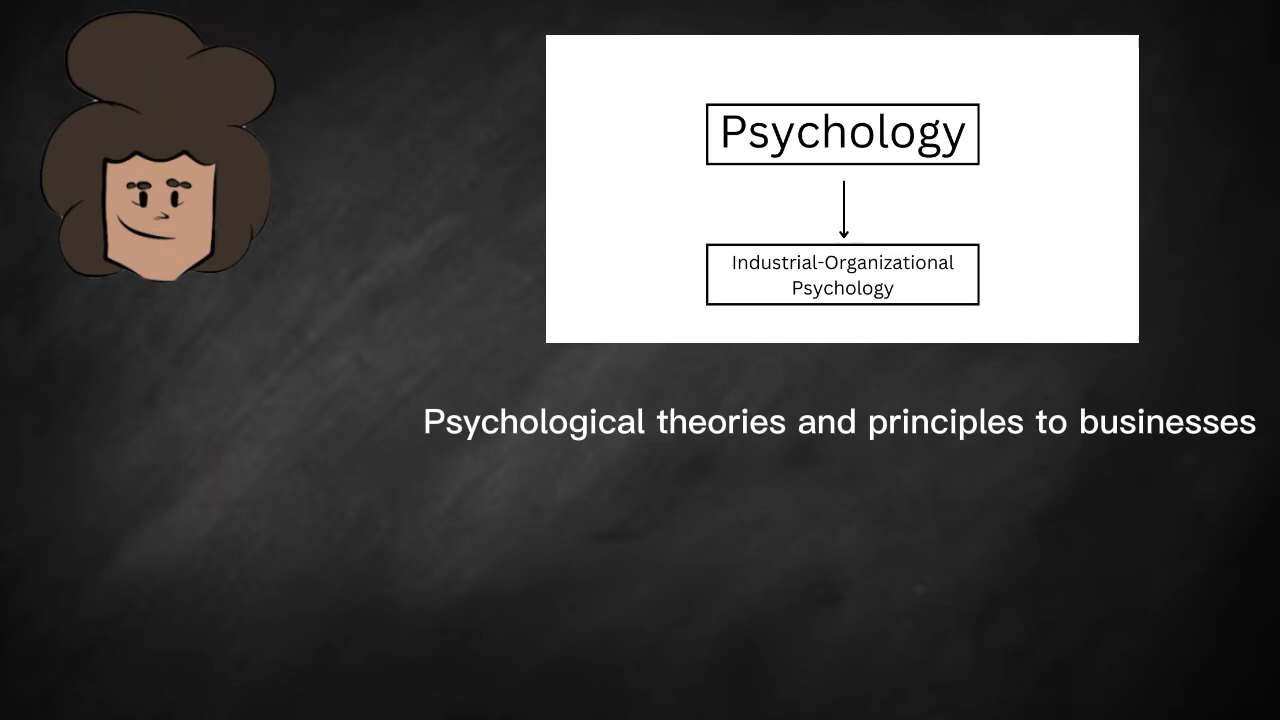 Psychology
Industrial-Organizational
Psychology
Psychological theories and principles to businesses